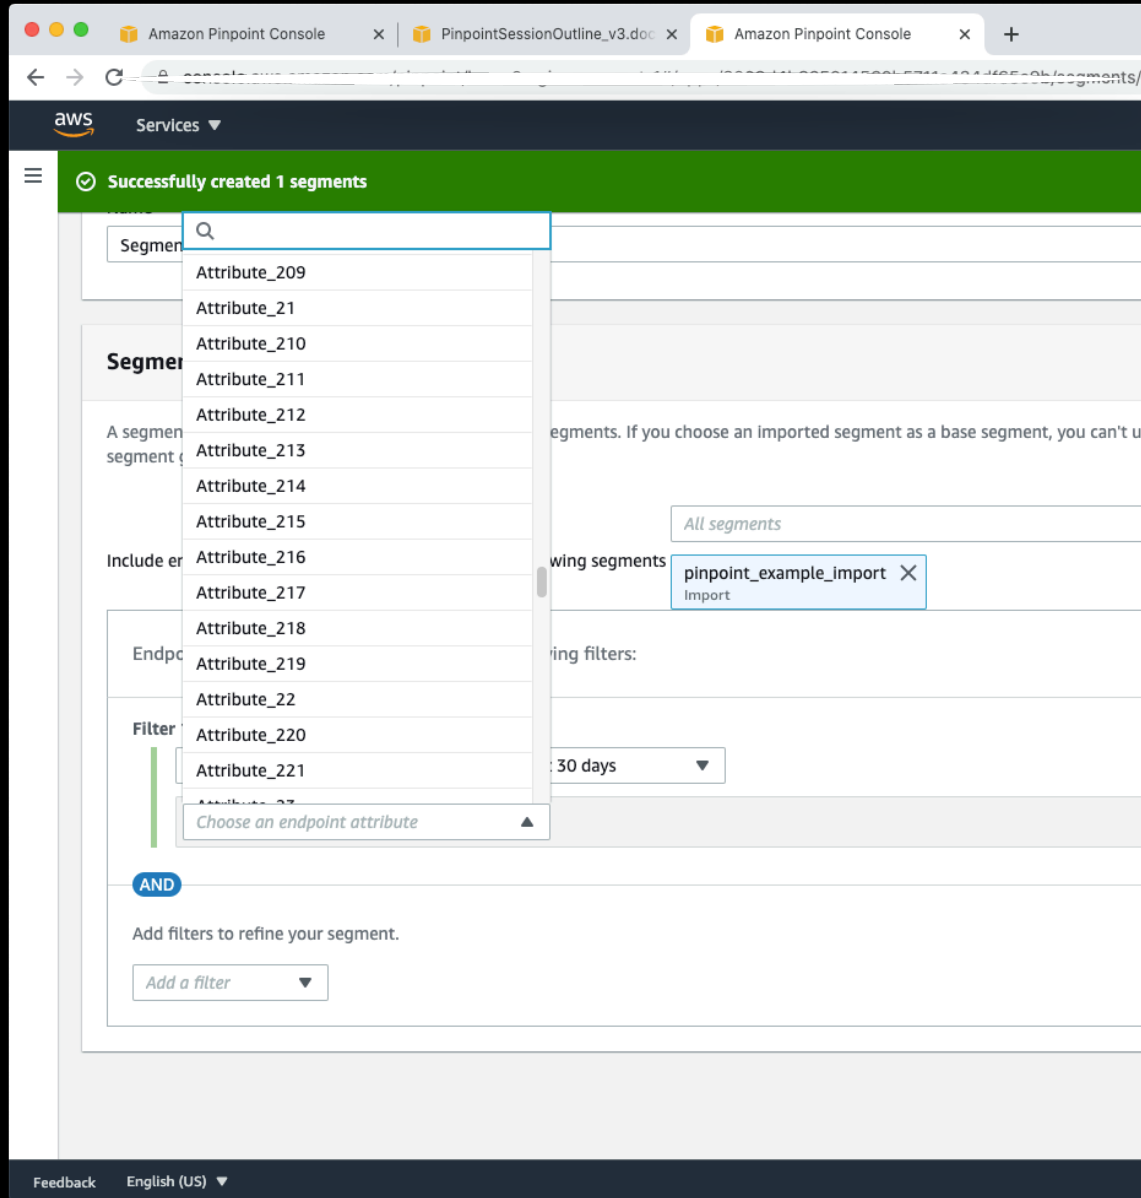 Amazon Pinpoint Console
PinpointSessionOutline_v3.doc
Amazon Pinpoint Console
aws
Services
Successfully created 1 segments
Segmen
Attribute_209
Attribute_21
Attribute_210
Attribute_211
Attribute_212
Attribute_213
Attribute_214
Attribute_215
Attribute_216
Attribute_217
Attribute_218
Attribute_219
Attribute_22
Attribute_220
Attribute_221
Choose an endpoint attribute
Segmer
A segmen egments. If you choose an imported segment as a base segment, you can't u
segment
All segments
Include er wing segments
pinpoint_example_import
Import
Endpo ing filters:
Filter
30 days
AND
Add filters to refine your segment.
Add a filter
Feedback
English (US)